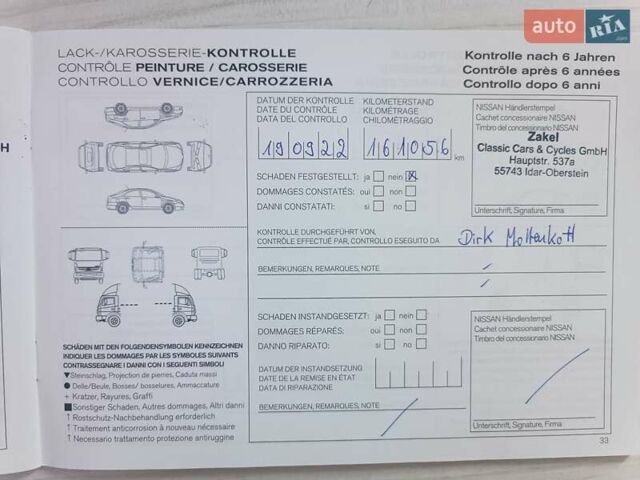 auto RIA.com
LACK-/KAROSSERIE-KONTROLLE
CONTRÔLE PEINTURE / CAROSSERIE
CONTROLLO VERNICE/CARROZZERIA
Kontrolle nach 6 Jahren
Contrôle après 6 années
Controllo dopo 6 anni
DATUM DER KONTROLLE
DATE DU CONTRÔLE
DATA DEL CONTROLLO
KILOMETERSTAND
KILOMÉTRAGE
CHILOMÉTRAGGIO
190922
161056 km
NISSAN Händlerstempel
Cachet concessionaire NISSAN
Timbro del concessionario NISSAN
Zakel
Classic Cars & Cycles GmbH
Hauptstr. 537a
55743 Idar-Oberstein
Unterschrift, Signature, Firma
SCHADEN FESTGESTELLT: ja nein X
DOMMAGES CONSTATÉS: oui non
DANNI CONSTATATI: si no
KONTROLLE DURCHGEFÜHRT VON.
CONTRÔLE EFFECTUÉ PAR, CONTROLLO ESEGUITO DA
Dirk
BEMERKUNGEN, REMARQUES, NOTE
SCHADEN INSTANDGESETZT: ja nein
DOMMAGES RÉPARÉS: oui non
DANNO RIPARATO: si no
NISSAN Händlerstempel
Cachet concessionnaire NISSAN
Timbro del concessionario NISSAN
DATUM DER INSTANDSETZUNG
DATE DE LA REMISE EN ÉTAT
DATA DI RIPARAZIONE
BEMERKUNGEN, REMARQUES, NOTE
Unterschrift, Signature, Firma
SCHÄDEN MIT DEN FOLGENDENSYMBOLEN KENNZEICHNEN
INDIQUER LES DOMMAGES PAR LES SYMBOLES SUIVANTS
CONTRASSEGNARE I DANNI CON I SEGUENTI SIMBOLI
▼ Steinschlag, Projection de pierres, Caduta massi
● Delle/Beule, Bosses/ bosselures, Ammaccature
+ Kratzer, Rayures, Graffi
■ Sonstiger Schaden, Autres dommages, Altri danni
↑ Rostschutz-Nachbehandlung erforderlich
↑ Traitement anticorrosion à nouveau nécessaire
↑ Necessario trattamento protezione antiruggine
33